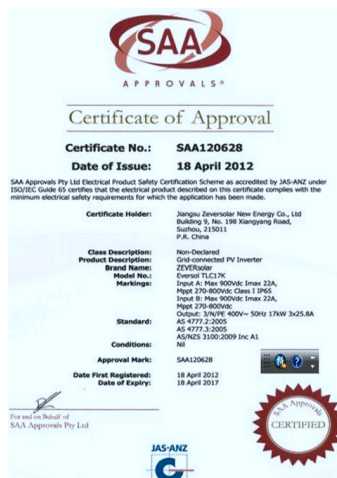 SAA
APPROVALS®
Certificate of Approval
Certificate No.: SAA120628
Date of Issue: 18 April 2012
SAA Approvals Pty Ltd Electrical Product Safety Certification Scheme as accredited by JAS-ANZ under
ISO/IEC Guide 65 certifies that the electrical product described on this certificate complies with the
minimum electrical safety requirements for which the application has been made.
Certificate Holder: Jiangsu Zeversolar New Energy Co., Ltd
Building 9, No. 198 Xiangyang Road,
Suzhou, 215011
P.R. China
Class Description: Non-Declared
Product Description: Grid-connected PV Inverter
Brand Name: ZEVERsolar
Model No.: Eversol TLC17K
Markings: Input A: Max 900Vdc Imax 22A,
Mppt 270-800Vdc Class I IP65
Input B: Max 900Vdc Imax 22A,
Mppt 270-800Vdc
Output: 3/N/PE 400V~ 50Hz 17kW 3x25.8A
Standard: AS 4777.2:2005
AS 4777.3:2005
AS/NZS 3100:2009 Inc A1
Conditions: Nil
Approval Mark: SAA120628
Date First Registered: 18 April 2012
Date of Expiry: 18 April 2017
For and on Behalf of
SAA Approvals Pty Ltd
SAA Approvals
CERTIFIED
JAS-ANZ